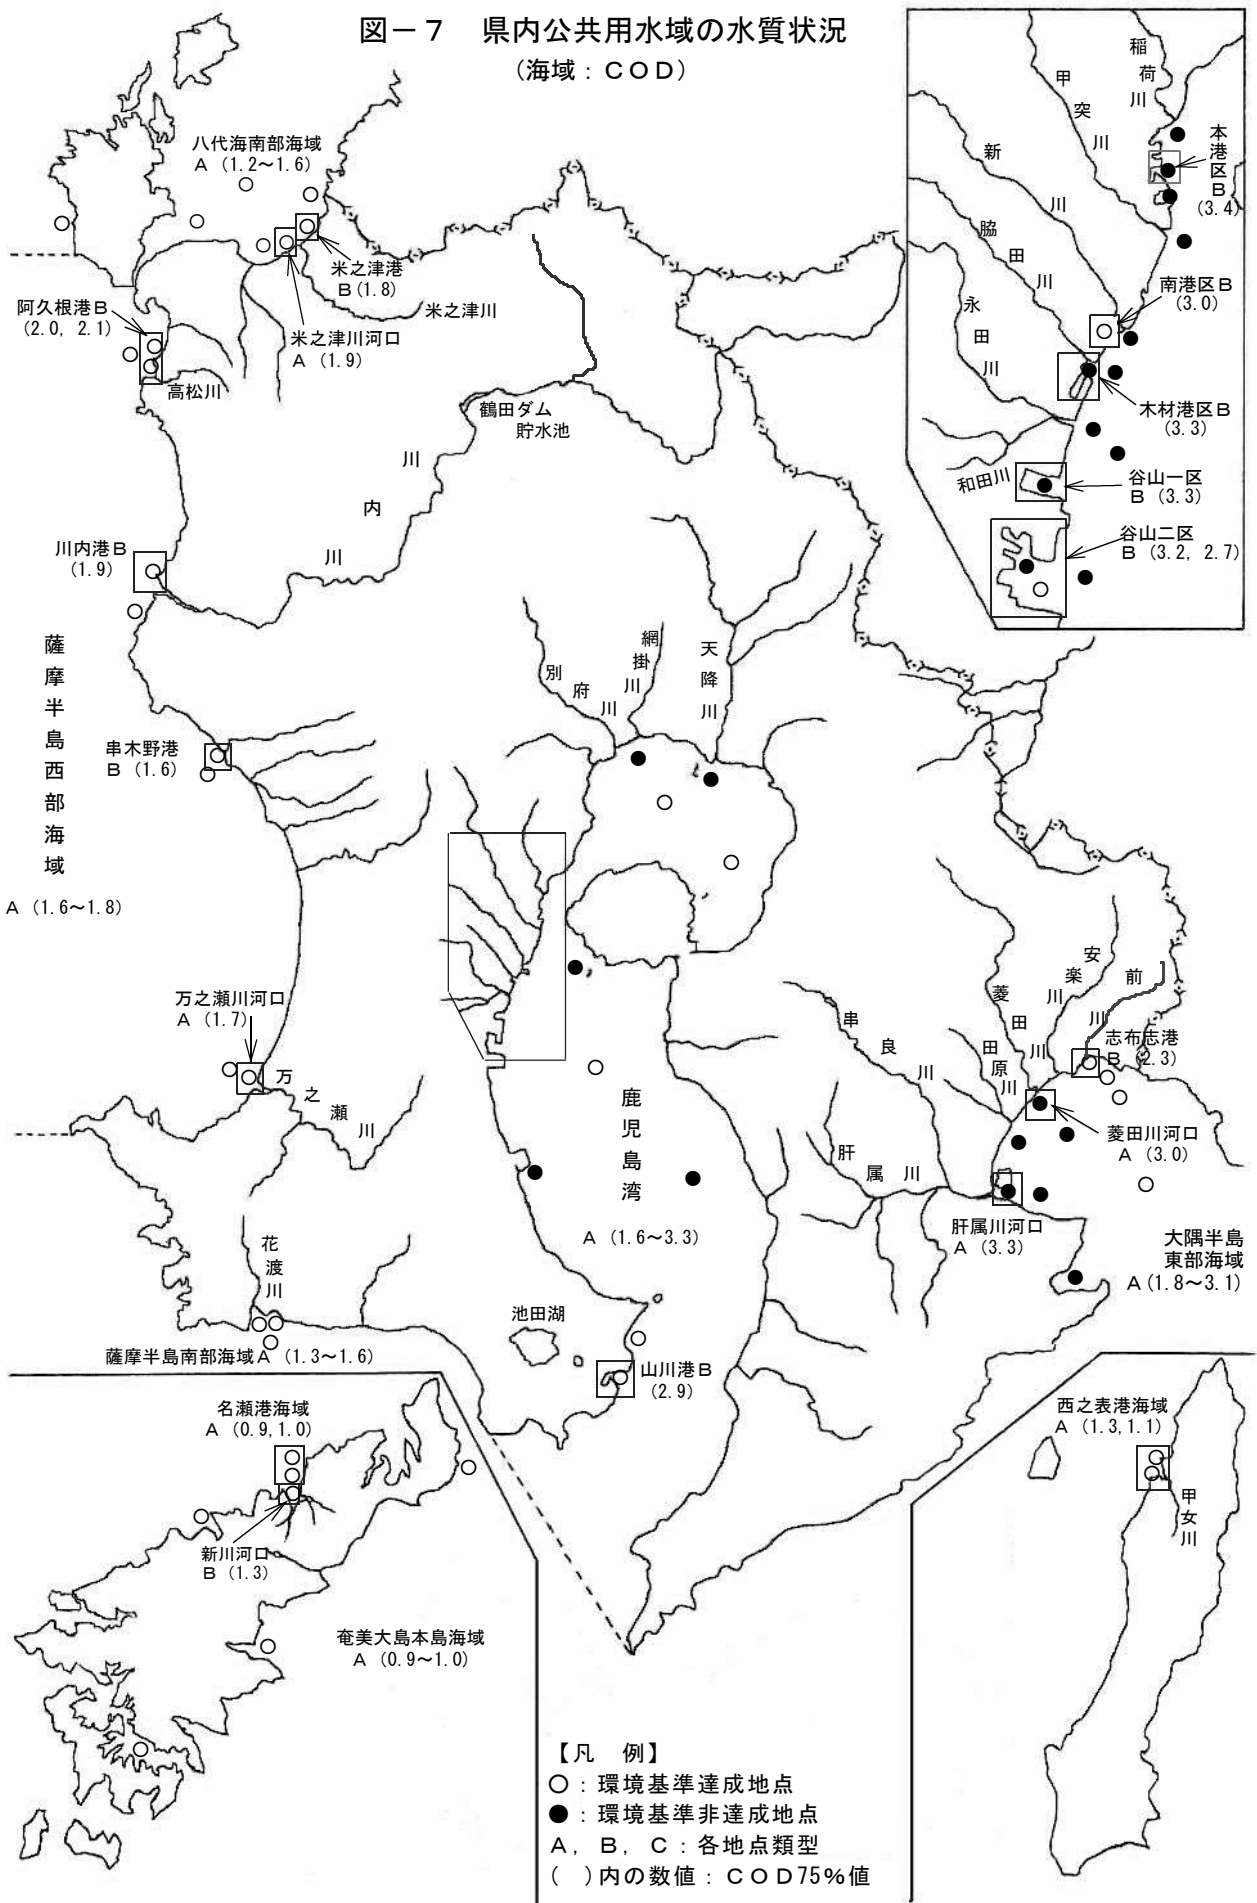 図－７　県内公共用水域の水質状況
(海域：ＣＯＤ)
八代海南部海域
Ａ (1.2～1.6)
米之津港
Ｂ(1.8)
米之津川
米之津川河口
Ａ (1.9)
阿久根港Ｂ
(2.0, 2.1)
高松川
鶴田ダム
貯水池
川内川
川内港Ｂ
(1.9)
薩摩半島西部海域
Ａ (1.6～1.8)
串木野港
Ｂ (1.6)
別府川
網掛川
天降川
稲荷川
甲突川
新川
脇田川
永田川
和田川
本港区Ｂ
(3.4)
南港区Ｂ
(3.0)
木材港区Ｂ
(3.3)
谷山一区
Ｂ (3.3)
谷山二区
Ｂ (3.2, 2.7)
万之瀬川河口
Ａ (1.7)
万之瀬川
花渡川
薩摩半島南部海域Ａ (1.3～1.6)
鹿児島湾
Ａ (1.6～3.3)
池田湖
山川港Ｂ
(2.9)
串良川
肝属川
田原川
菱田川
安楽川
前川
志布志港
Ｂ (2.3)
菱田川河口
Ａ (3.0)
肝属川河口
Ａ (3.3)
大隅半島
東部海域
Ａ(1.8～3.1)
名瀬港海域
Ａ (0.9,1.0)
新川河口
Ｂ (1.3)
奄美大島本島海域
Ａ (0.9～1.0)
西之表港海域
Ａ (1.3,1.1)
甲女川
【凡　例】
○：環境基準達成地点
●：環境基準非達成地点
Ａ，Ｂ，Ｃ：各地点類型
(　)内の数値：ＣＯＤ75%値